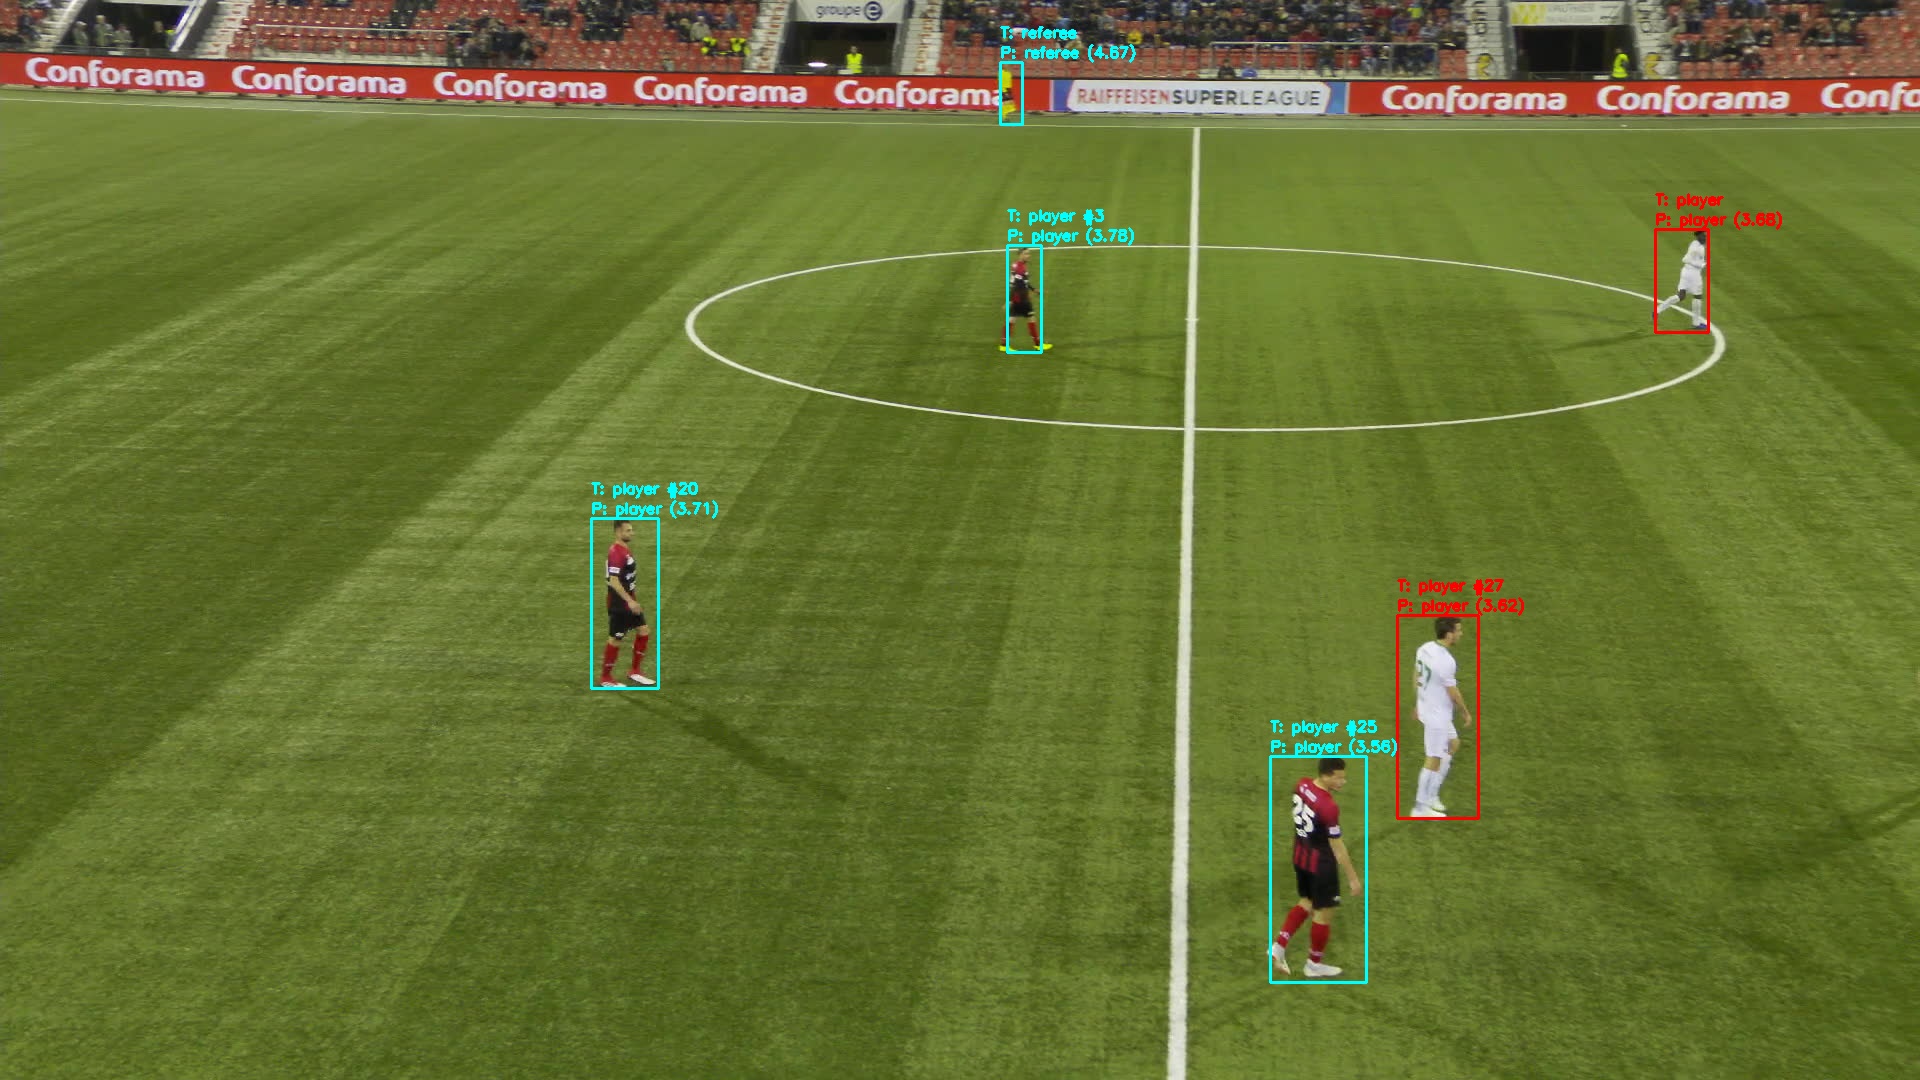 groupe e
T: referee
P: referee (4.67)
Conforama Conforama Conforama Conforama Conforama RAIFFEISEN SUPER LEAGUE Conforama Conforama Confo
T: player
P: player (3.68)
T: player #3
P: player (3.78)
T: player #20
P: player (3.71)
T: player #27
P: player (3.62)
27
T: player #25
P: player (3.56)
25